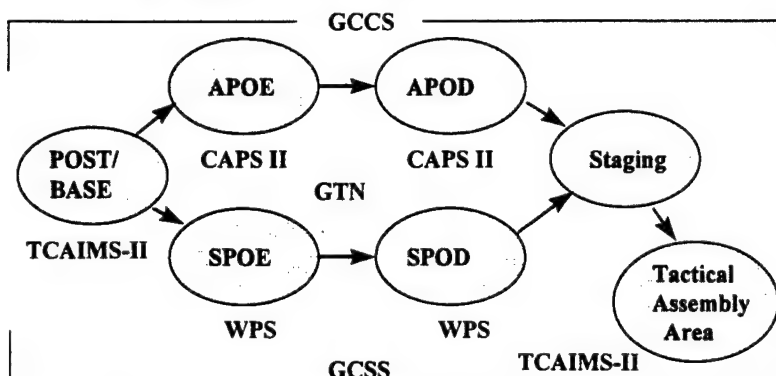 GCCS
APOE
APOD
POST/
BASE
CAPS II
CAPS II
Staging
GTN
TCAIMS-II
SPOE
SPOD
Tactical
Assembly
Area
WPS
WPS
GCSS
TCAIMS-II